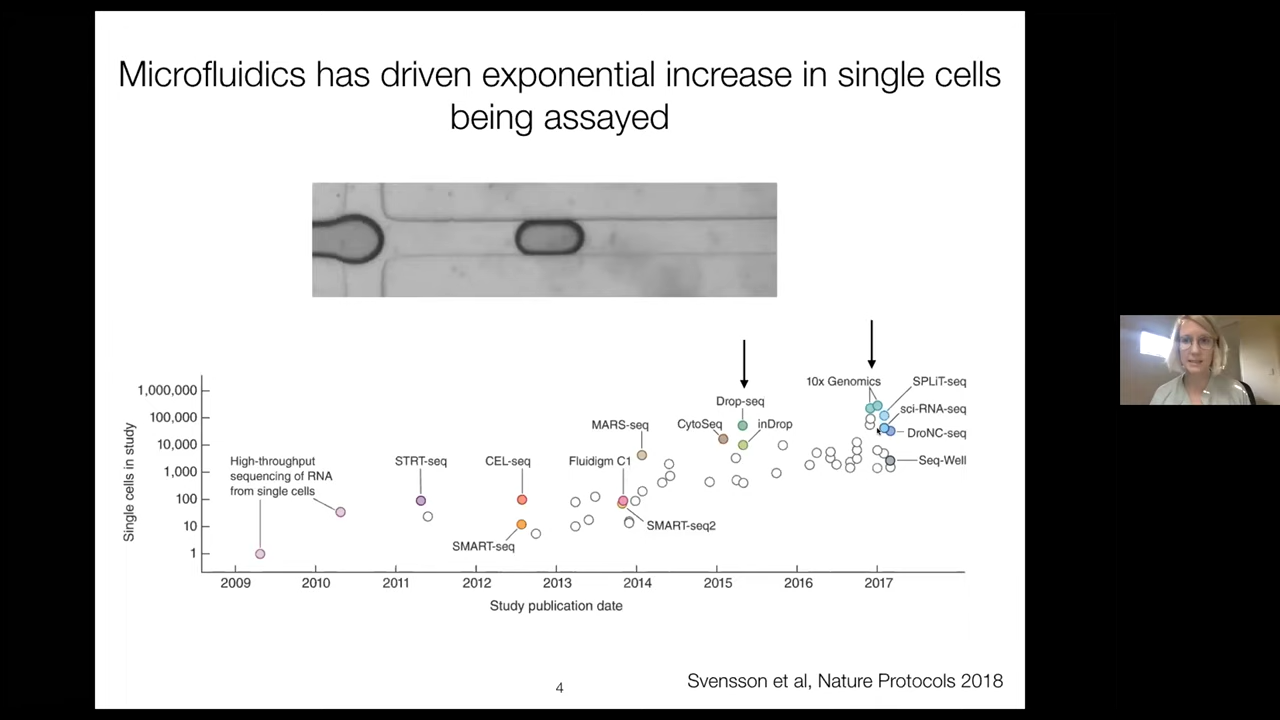 Microfluidics has driven exponential increase in single cells
being assayed
1,000,000
100,000
10,000
1,000
100
10
1
Single cells in study
High-throughput
sequencing of RNA
from single cells
STRT-seq
CEL-seq
SMART-seq
Fluidigm C1
MARS-seq
SMART-seq2
CytoSeq
Drop-seq
inDrop
10x Genomics
SPLiT-seq
sci-RNA-seq
DroNC-seq
Seq-Well
2009 2010 2011 2012 2013 2014 2015 2016 2017
Study publication date
4
Svensson et al, Nature Protocols 2018